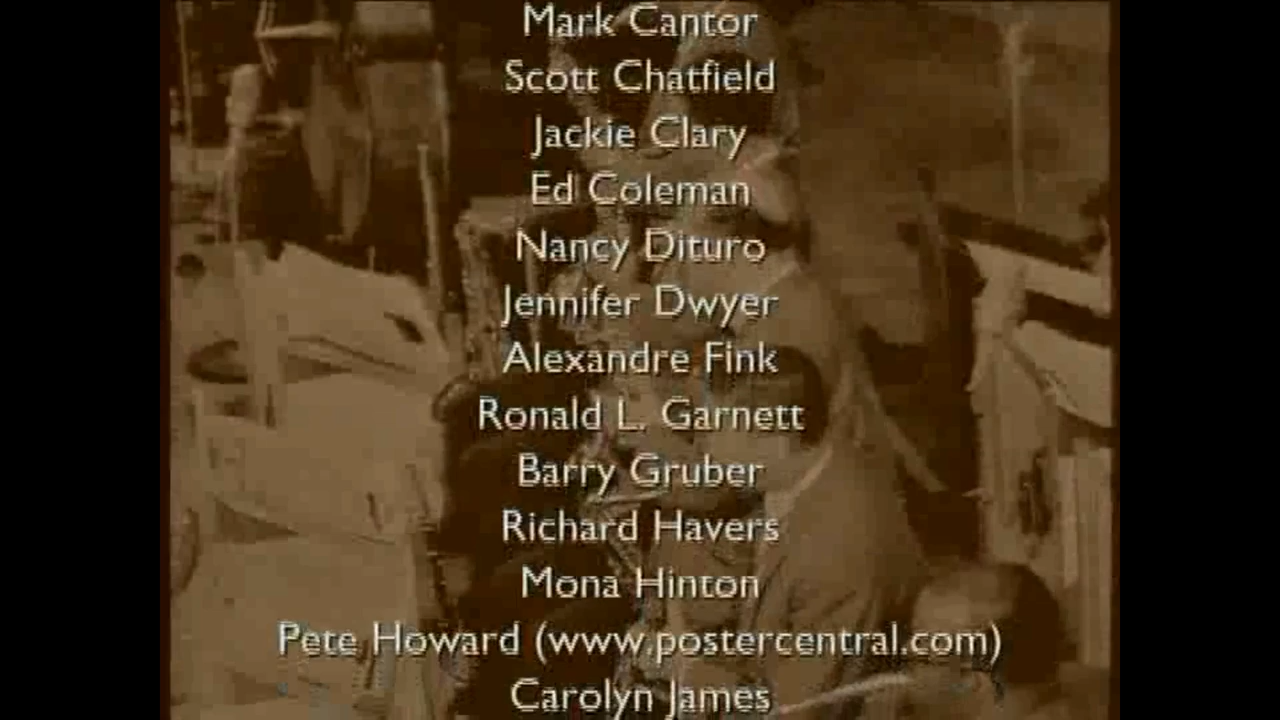 Mark Cantor
Scott Chatfield
Jackie Clary
Ed Coleman
Nancy Dituro
Jennifer Dwyer
Alexandre Fink
Ronald L. Garnett
Barry Gruber
Richard Havers
Mona Hinton
Pete Howard (www.postercentral.com)
Carolyn James